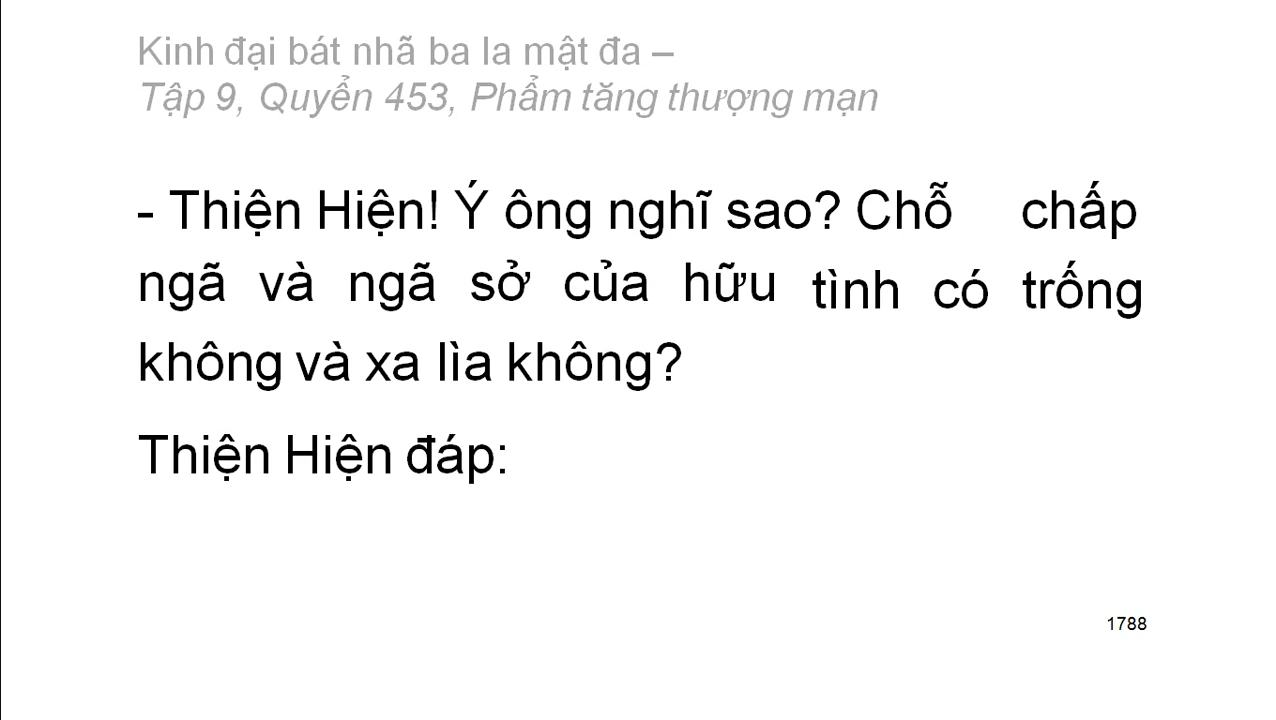 Kinh đại bát nhã ba la mật đa –
Tập 9, Quyển 453, Phẩm tăng thượng mạn
- Thiện Hiện! Ý ông nghĩ sao? Chỗ chấp
ngã và ngã sở của hữu tình có trống
không và xa lìa không?
Thiện Hiện đáp:
1788